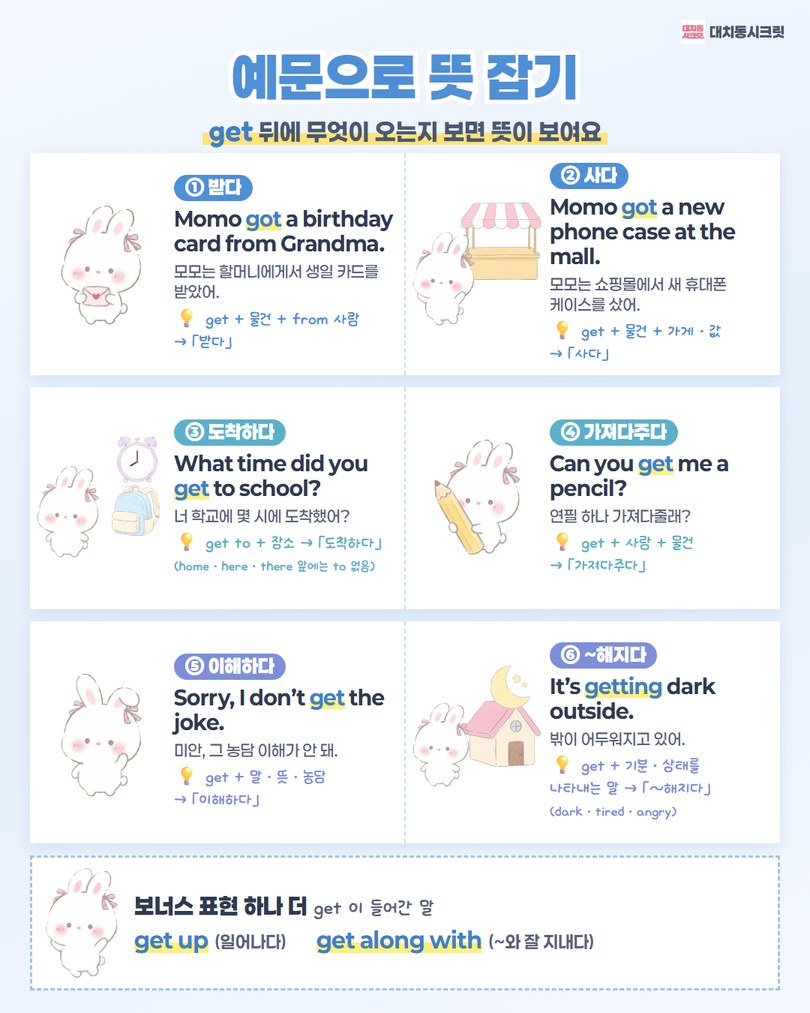 대치동시크릿
대치동시크릿
예문으로 뜻 잡기
get 뒤에 무엇이 오는지 보면 뜻이 보여요
① 받다
Momo got a birthday
card from Grandma.
모모는 할머니에게서 생일 카드를
받았어.
get + 물건 + from 사람
→ 「받다」
② 사다
Momo got a new
phone case at the
mall.
모모는 쇼핑몰에서 새 휴대폰
케이스를 샀어.
get + 물건 + 가게 · 값
→ 「사다」
③ 도착하다
What time did you
get to school?
너 학교에 몇 시에 도착했어?
get to + 장소 → 「도착하다」
(home · here · there 앞에는 to 없음)
④ 가져다주다
Can you get me a
pencil?
연필 하나 가져다줄래?
get + 사람 + 물건
→ 「가져다주다」
⑤ 이해하다
Sorry, I don’t get the
joke.
미안, 그 농담 이해가 안 돼.
get + 말 · 뜻 · 농담
→ 「이해하다」
⑥ ~해지다
It’s getting dark
outside.
밖이 어두워지고 있어.
get + 기분 · 상태를
나타내는 말 → 「~해지다」
(dark · tired · angry)
보너스 표현 하나 더 get 이 들어간 말
get up (일어나다) get along with (~와 잘 지내다)